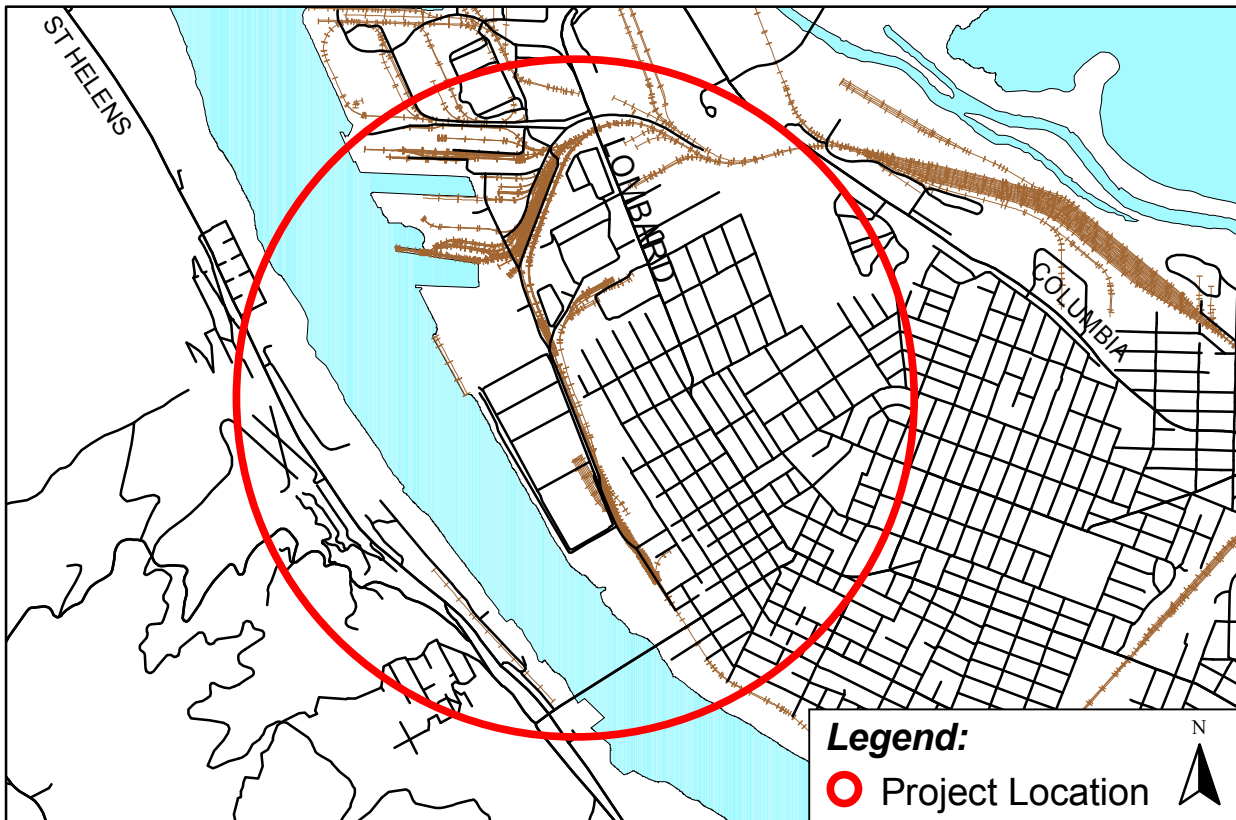 ST HELENS
LOMBARD
COLUMBIA
Legend:
N
Project Location